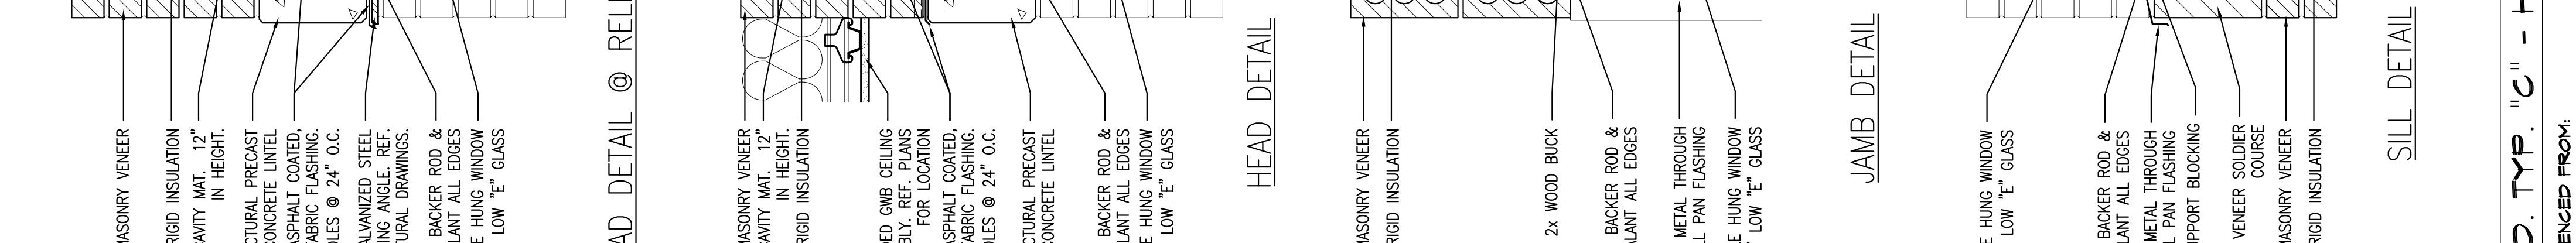 MASONRY VENEER
RIGID INSULATION
CAVITY MAT. 12"
IN HEIGHT.
CTURAL PRECAST
CONCRETE LINTEL
ASPHALT COATED,
FABRIC FLASHING.
OLES @ 24" O.C.
ALVANIZED STEEL
ING ANGLE. REF.
TURAL DRAWINGS.
BACKER ROD &
LANT ALL EDGES
E HUNG WINDOW
LOW "E" GLASS
AD DETAIL @ REL
MASONRY VENEER
CAVITY MAT. 12"
IN HEIGHT.
RIGID INSULATION
DED GWB CEILING
BLY. REF. PLANS
FOR LOCATION
ASPHALT COATED,
FABRIC FLASHING.
OLES @ 24" O.C.
CTURAL PRECAST
CONCRETE LINTEL
BACKER ROD &
LANT ALL EDGES
E HUNG WINDOW
LOW "E" GLASS
HEAD DETAIL
MASONRY VENEER
RIGID INSULATION
2x WOOD BUCK
BACKER ROD &
ALANT ALL EDGES
METAL THROUGH
L PAN FLASHING
LE HUNG WINDOW
LOW "E" GLASS
JAMB DETAIL
E HUNG WINDOW
LOW "E" GLASS
BACKER ROD &
LANT ALL EDGES
METAL THROUGH
L PAN FLASHING
UPPORT BLOCKING
VENEER SOLDIER
COURSE
MASONRY VENEER
RIGID INSULATION
SILL DETAIL
D. TYP. "C" - H
ENCED FROM: